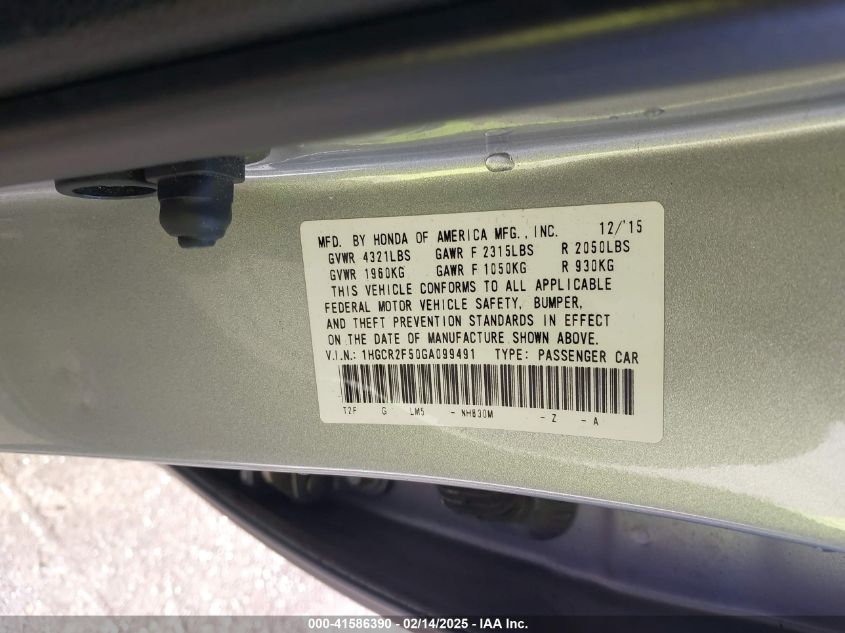 MFD. BY HONDA OF AMERICA MFG., INC. 12/'15
GVWR 4321LBS GAWR F 2315LBS R 2050LBS
GVWR 1960KG GAWR F 1050KG R 930KG
THIS VEHICLE CONFORMS TO ALL APPLICABLE
FEDERAL MOTOR VEHICLE SAFETY, BUMPER,
AND THEFT PREVENTION STANDARDS IN EFFECT
ON THE DATE OF MANUFACTURE SHOWN ABOVE.
V.I.N.: 1HGCR2F50GA099491 TYPE: PASSENGER CAR
T2F G LM5 - NH830M - Z - A
000-41586390 - 02/14/2025 - IAA Inc.